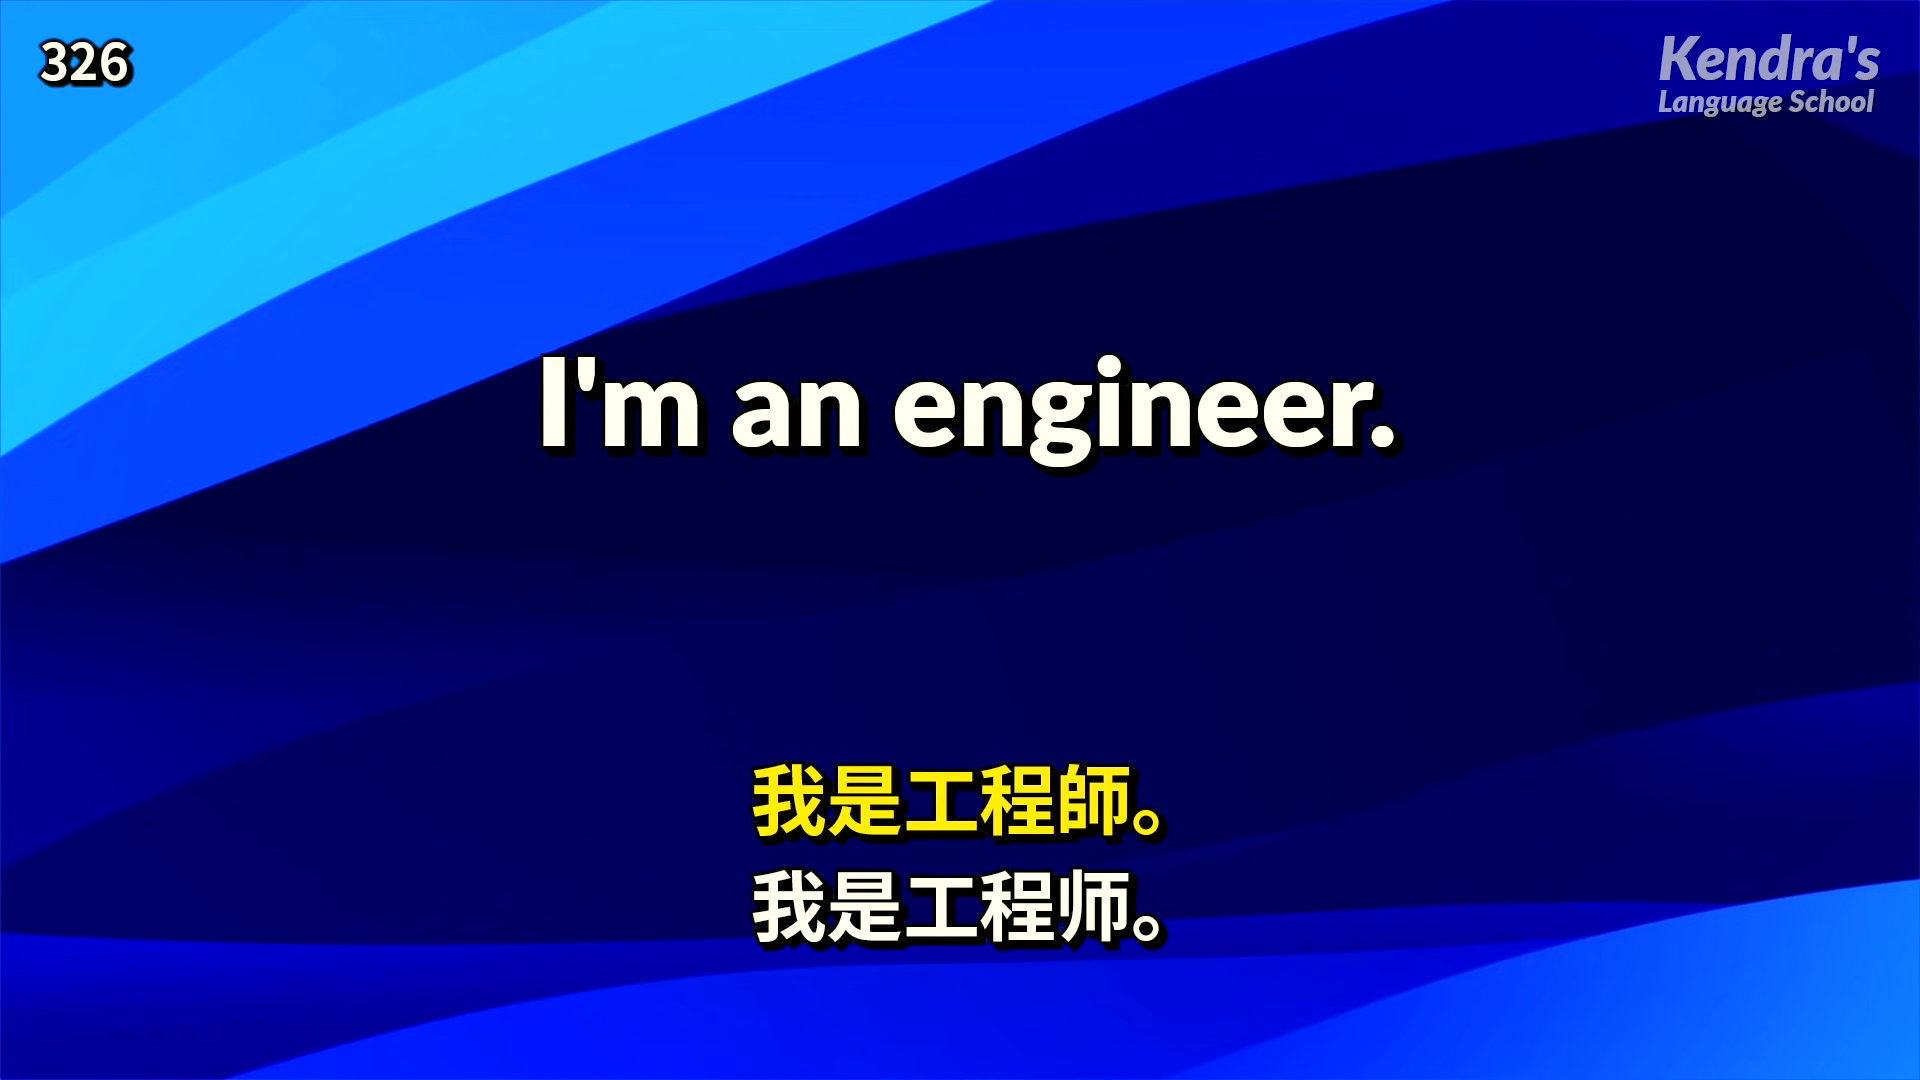 326
Kendra's
Language School
I'm an engineer.
我是工程師。
我是工程师。